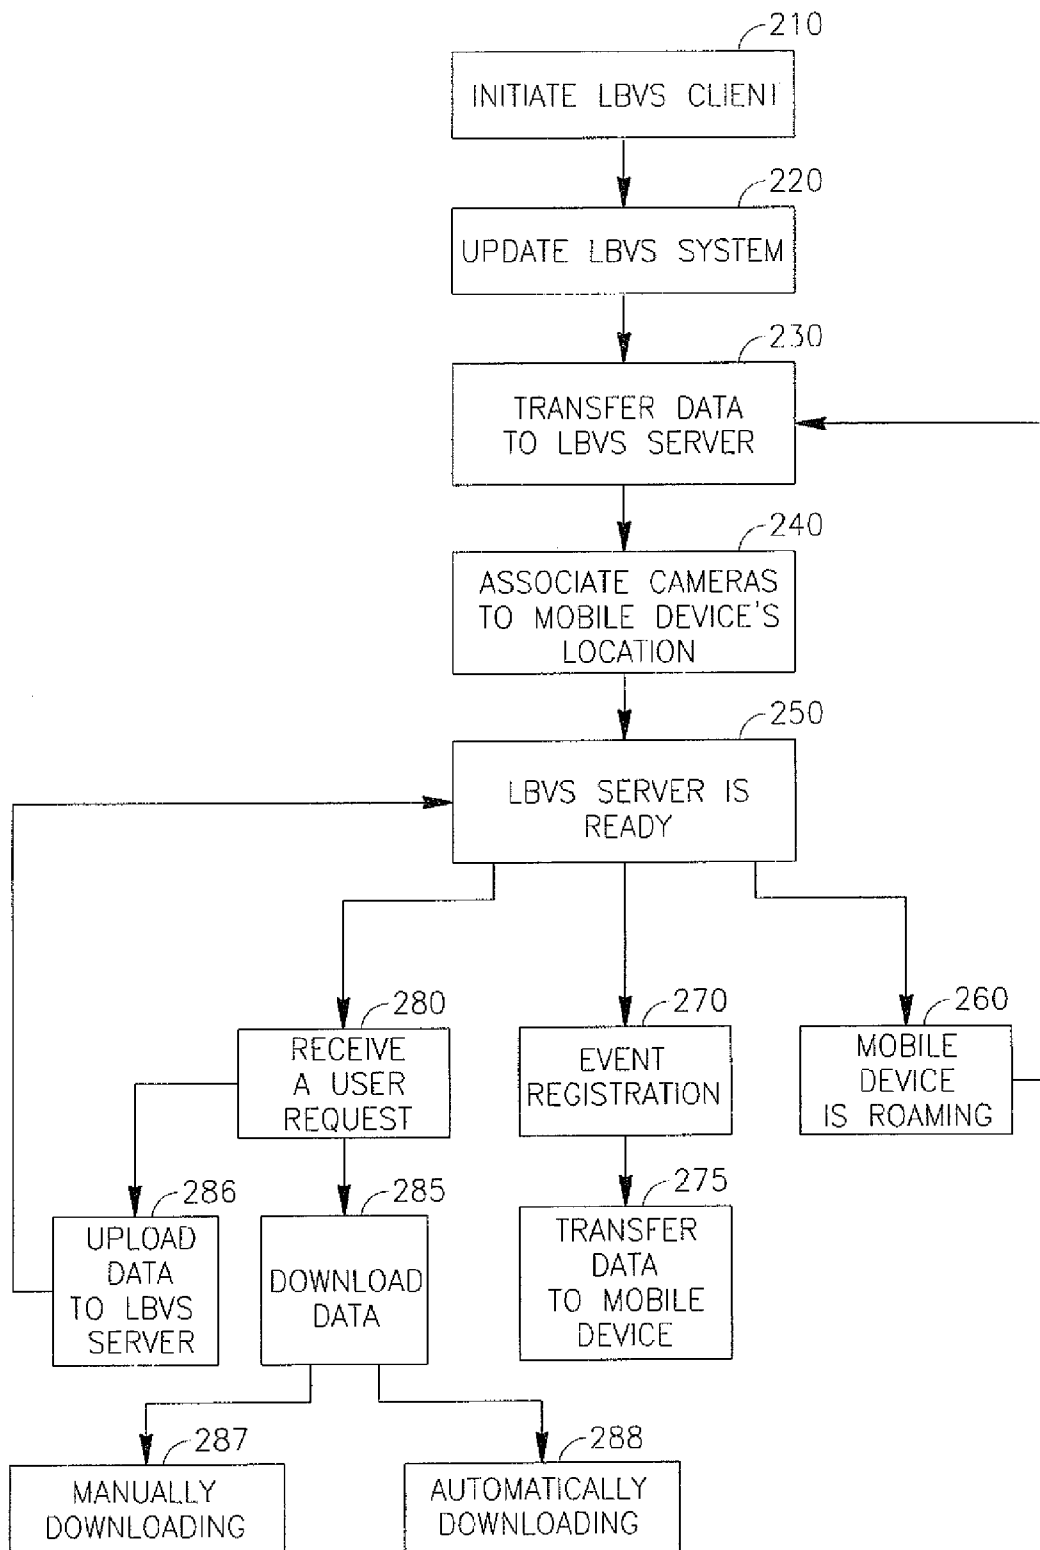 210
INITIATE LBVS CLIENT
220
UPDATE LBVS SYSTEM
230
TRANSFER DATA
TO LBVS SERVER
240
ASSOCIATE CAMERAS
TO MOBILE DEVICE'S
LOCATION
250
LBVS SERVER IS
READY
280
RECEIVE
A USER
REQUEST
270
EVENT
REGISTRATION
260
MOBILE
DEVICE
IS ROAMING
286
UPLOAD
DATA
TO LBVS
SERVER
285
DOWNLOAD
DATA
275
TRANSFER
DATA
TO MOBILE
DEVICE
287
MANUALLY
DOWNLOADING
288
AUTOMATICALLY
DOWNLOADING